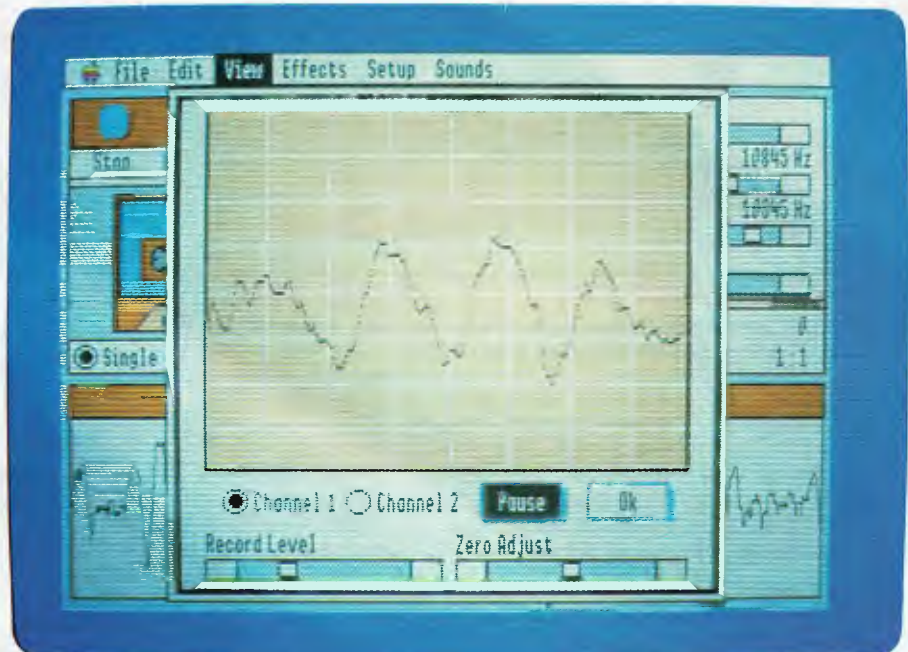 File Edit View Effects Setup Sounds
Stop
10845 Hz
10845 Hz
0
1:1
Single
Channel 1 Channel 2 Pause Ok
Record Level Zero Adjust